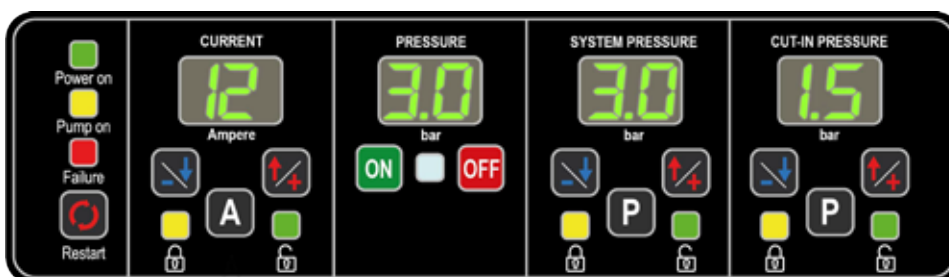 Power on
Pump on
Failure
Restart
CURRENT
12
Ampere
A
PRESSURE
3.0
bar
ON
OFF
SYSTEM PRESSURE
3.0
bar
P
CUT-IN PRESSURE
1.5
bar
P